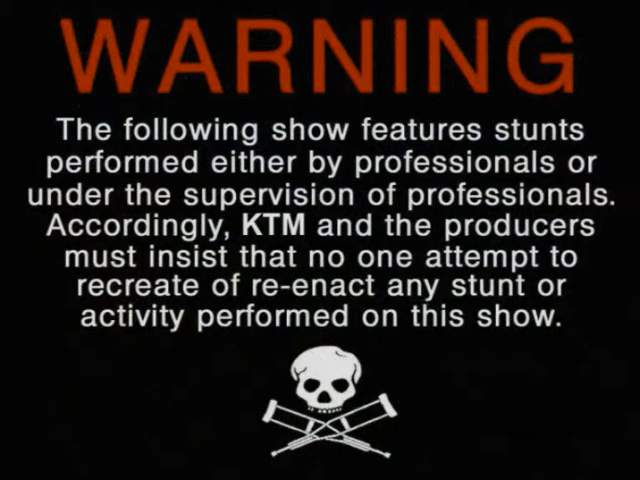 WARNING
The following show features stunts
performed either by professionals or
under the supervision of professionals.
Accordingly, KTM and the producers
must insist that no one attempt to
recreate of re-enact any stunt or
activity performed on this show.